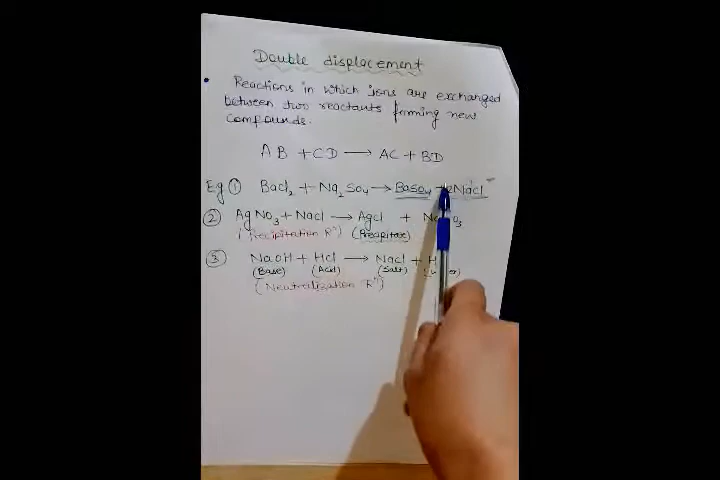 Double displacement
Reactions in which ions are exchanged
between two reactants forming new
compounds.
AB + CD → AC + BD
Eg ① BaCl₂ + Na₂SO₄ → BaSO₄ + 2NaCl
② AgNO₃ + NaCl → AgCl +
(Precipitation Rⁿ) (Precipitate)
③ NaOH + HCl → NaCl + H
(Base) (Acid) (Salt)
(Neutralization Rⁿ)